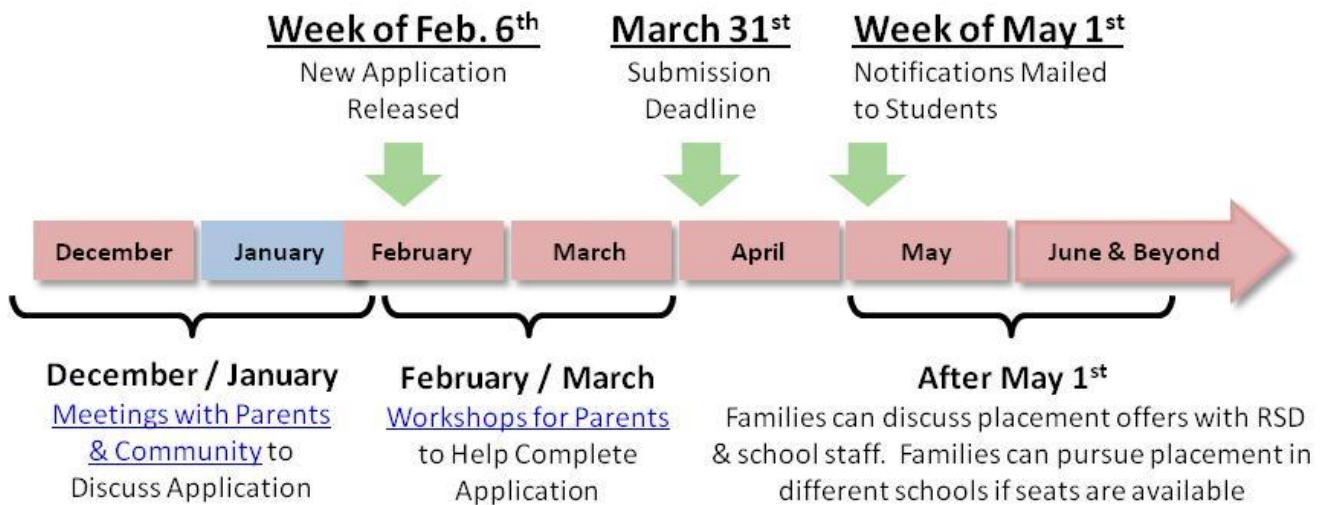 Week of Feb. 6th
New Application
Released
March 31st
Submission
Deadline
Week of May 1st
Notifications Mailed
to Students
December
January
February
March
April
May
June & Beyond
December / January
Meetings with Parents
& Community to
Discuss Application
February / March
Workshops for Parents
to Help Complete
Application
After May 1st
Families can discuss placement offers with RSD
& school staff.  Families can pursue placement in
different schools if seats are available